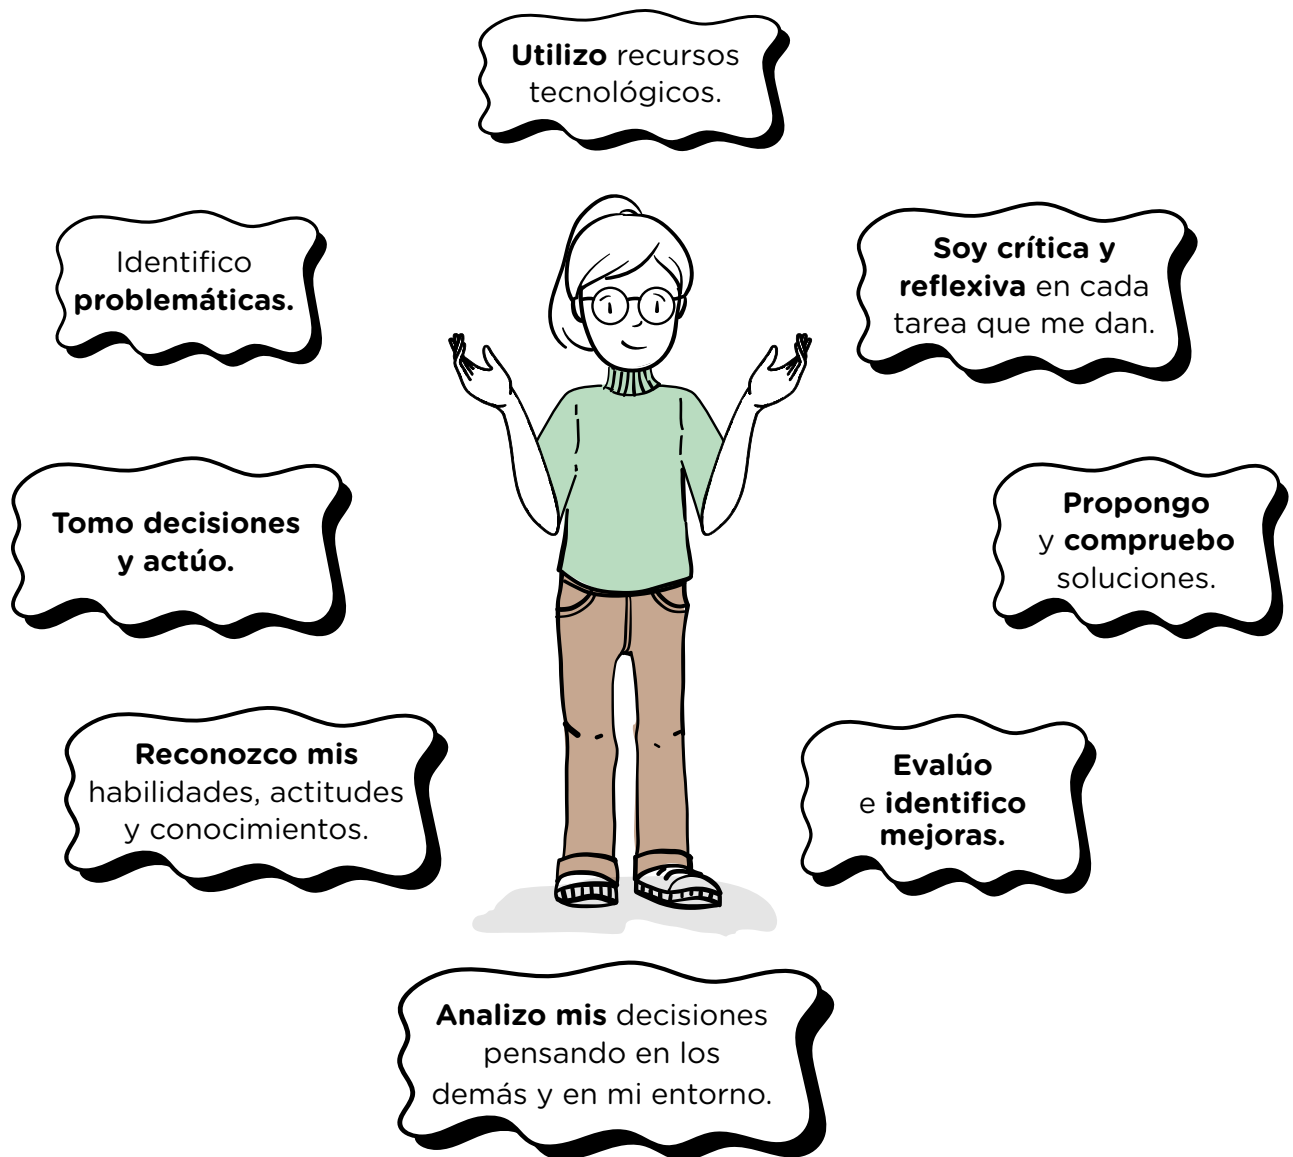 Utilizo recursos
tecnológicos.
Identifico
problemáticas.
Soy crítica y
reflexiva en cada
tarea que me dan.
Tomo decisiones
y actúo.
Propongo
y compruebo
soluciones.
Reconozco mis
habilidades, actitudes
y conocimientos.
Evalúo
e identifico
mejoras.
Analizo mis decisiones
pensando en los
demás y en mi entorno.